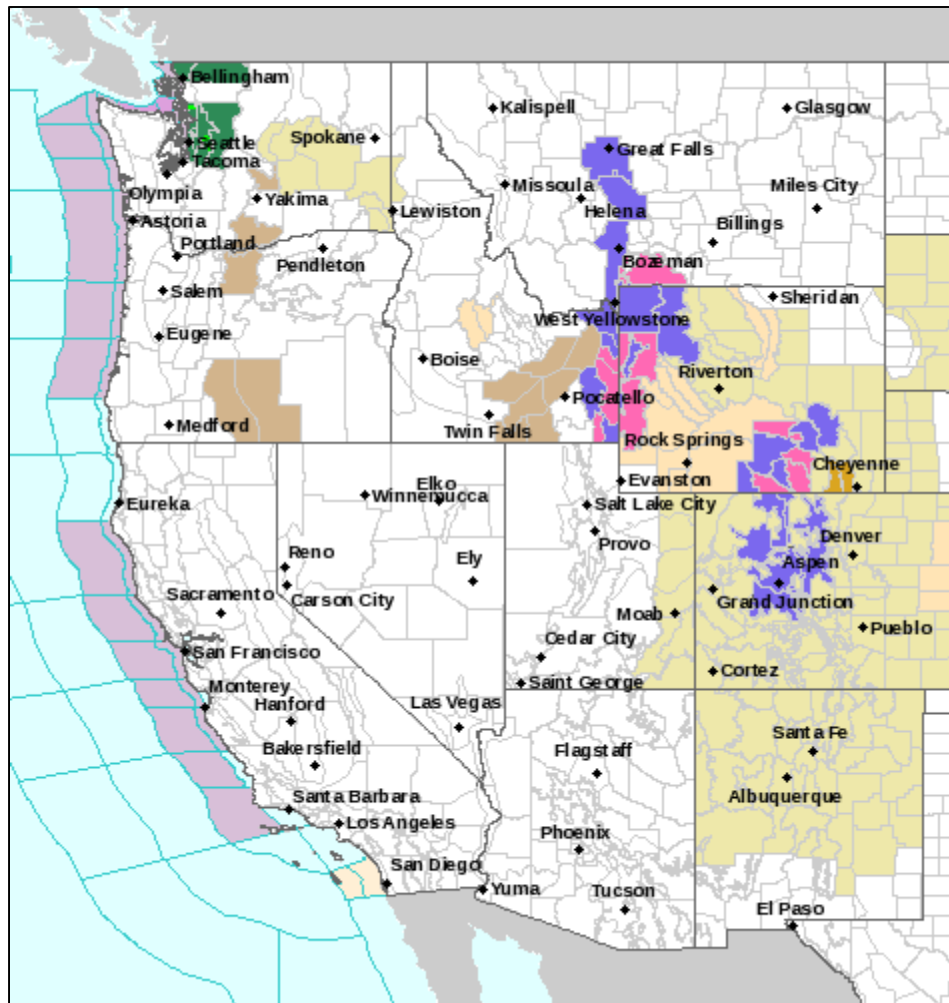 Bellingham
Kalispell
Glasgow
Seattle
Spokane
Great Falls
Tacoma
Olympia
Yakima
Missoula
Helena
Miles City
Astoria
Lewiston
Portland
Billings
Pendleton
Bozeman
Salem
Sheridan
Eugene
West Yellowstone
Boise
Riverton
Medford
Twin Falls
Pocatello
Rock Springs
Cheyenne
Evanston
Eureka
Elko
Winnemucca
Salt Lake City
Provo
Denver
Reno
Ely
Aspen
Sacramento
Carson City
Grand Junction
Moab
Pueblo
San Francisco
Cedar City
Cortez
Saint George
Monterey
Hanford
Las Vegas
Bakersfield
Flagstaff
Santa Fe
Albuquerque
Santa Barbara
Los Angeles
Phoenix
San Diego
Yuma
Tucson
El Paso